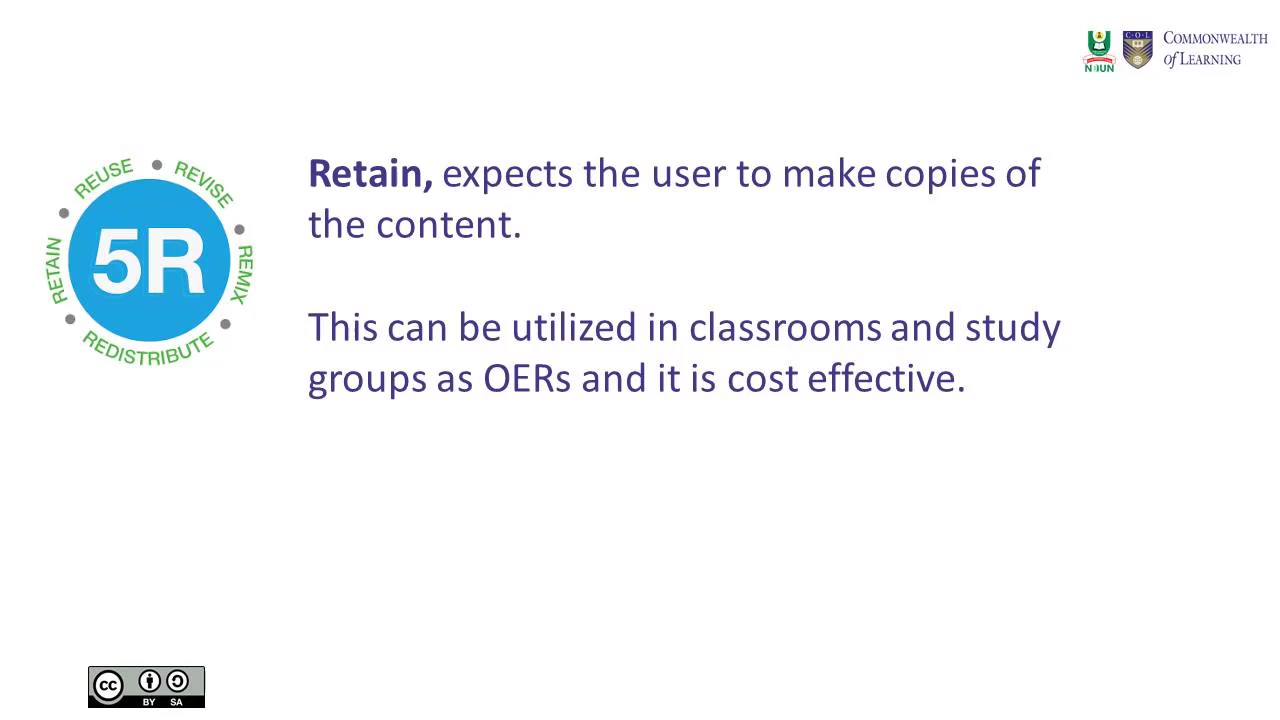 COMMONWEALTH
of LEARNING
C·O·L
NOUN
REUSE
REVISE
RETAIN
5R
REMIX
REDISTRIBUTE
Retain, expects the user to make copies of
the content.
This can be utilized in classrooms and study
groups as OERs and it is cost effective.
cc
BY SA